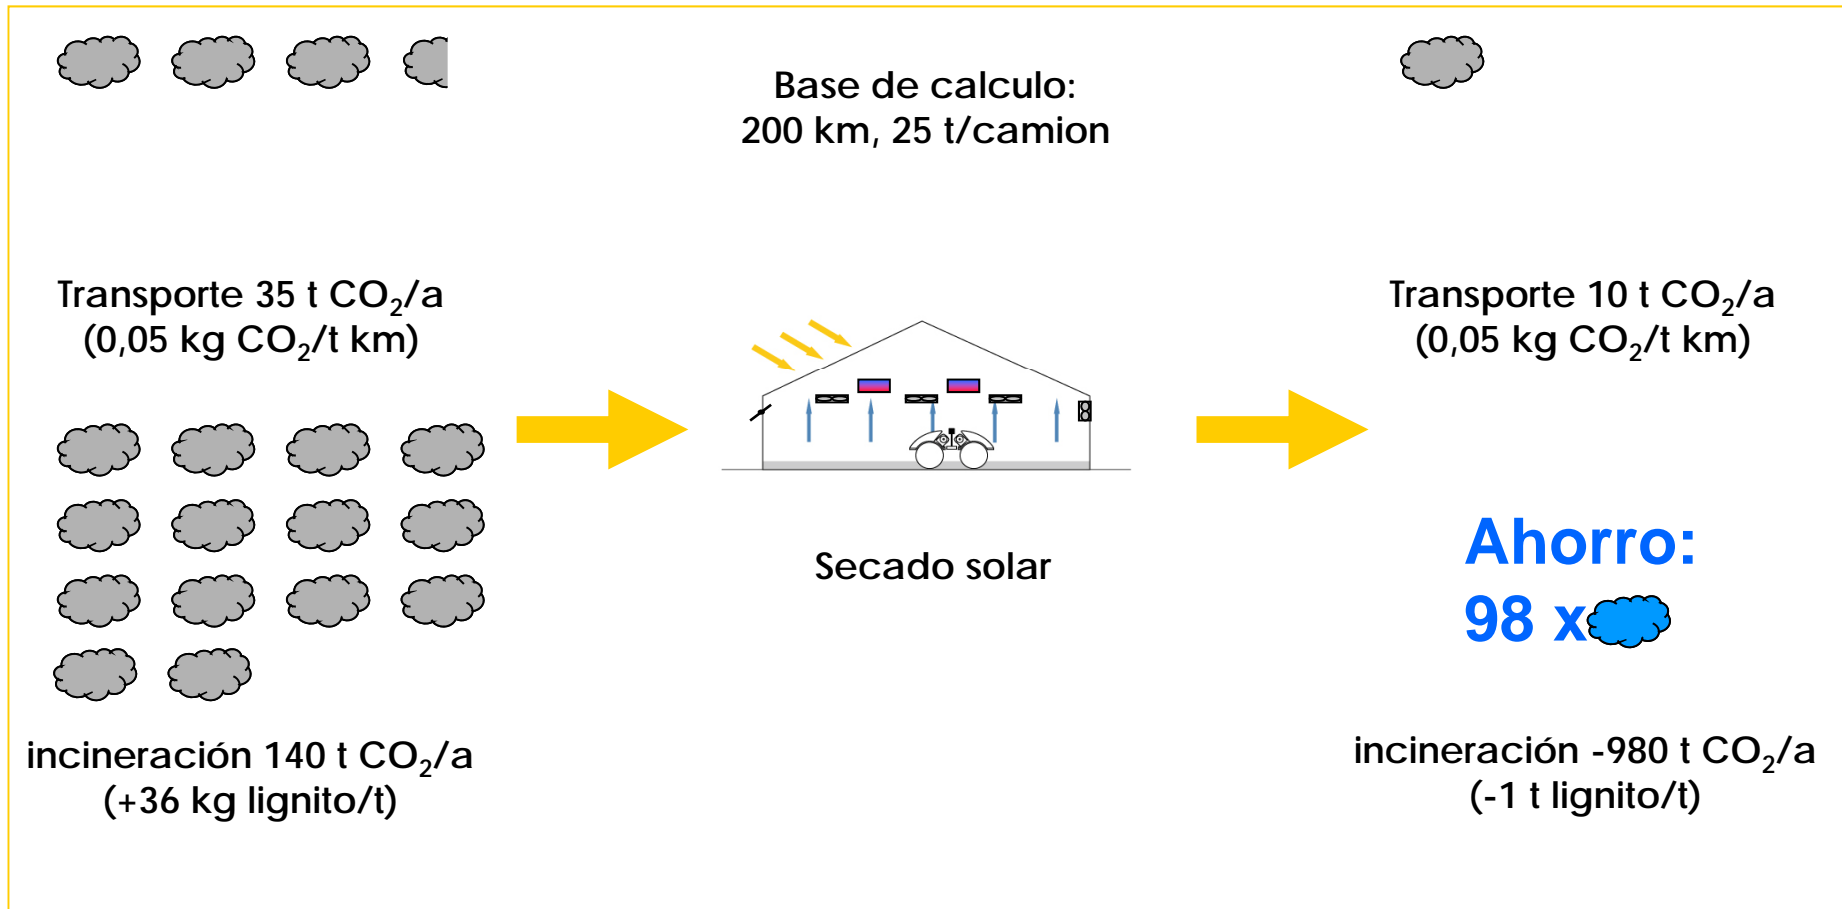 Base de calculo:
200 km, 25 t/camion
Transporte 35 t CO₂/a
(0,05 kg CO₂/t km)
Transporte 10 t CO₂/a
(0,05 kg CO₂/t km)
Secado solar
Ahorro:
98 x
incineración 140 t CO₂/a
(+36 kg lignito/t)
incineración -980 t CO₂/a
(-1 t lignito/t)